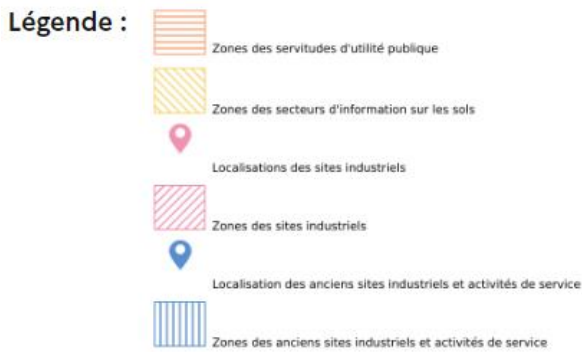 Légende :
Zones des servitudes d'utilité publique
Zones des secteurs d'information sur les sols
Localisations des sites industriels
Zones des sites industriels
Localisation des anciens sites industriels et activités de service
Zones des anciens sites industriels et activités de service